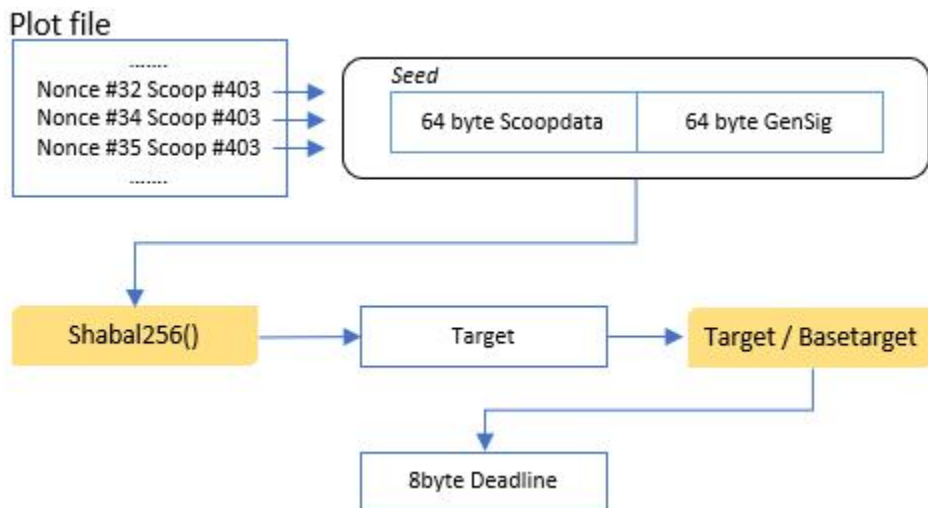 Plot file
.......
Nonce #32 Scoop #403
Nonce #34 Scoop #403
Nonce #35 Scoop #403
.......
Seed
64 byte Scoopdata
64 byte GenSig
Shabal256()
Target
Target / Basetarget
8byte Deadline